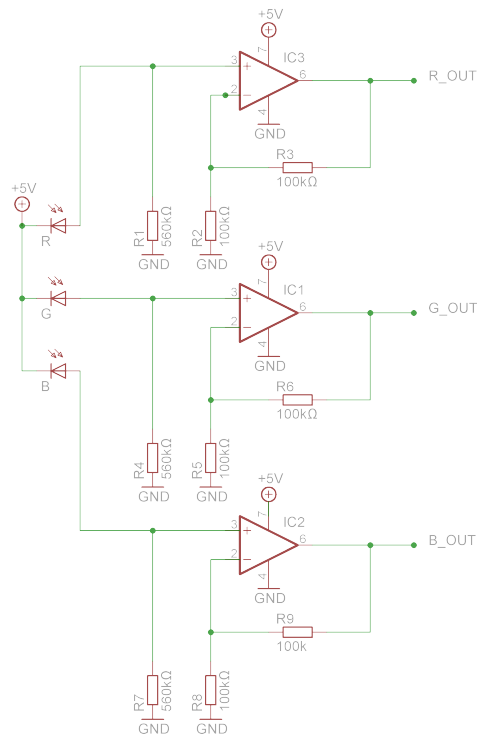 +5V
IC3
3
+
7
6
R_OUT
2
−
4
GND
R3
100kΩ
+5V
R
R1
560kΩ
R2
100kΩ
GND
GND
+5V
IC1
3
+
7
6
G_OUT
G
2
−
4
GND
B
R6
100kΩ
R4
560kΩ
R5
100kΩ
GND
GND
+5V
IC2
3
+
7
6
B_OUT
2
−
4
GND
R9
100k
R7
560kΩ
R8
100kΩ
GND
GND